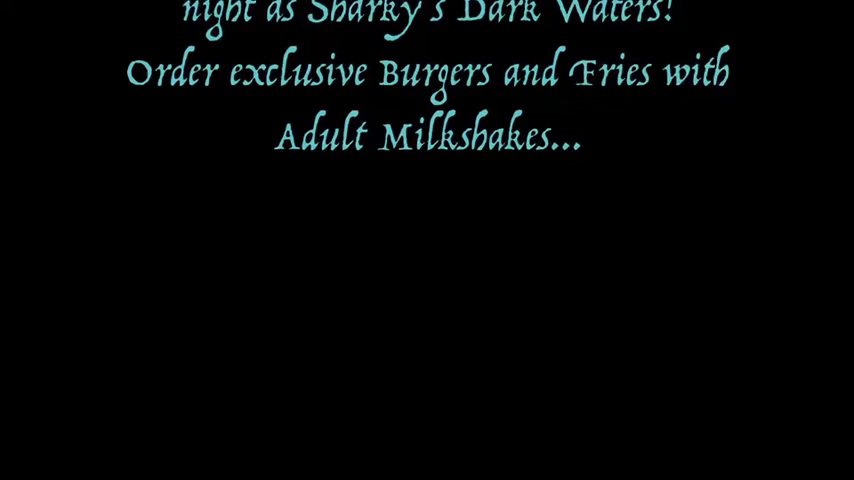 night as Sharky's Dark Waters!
Order exclusive Burgers and Fries with
Adult Milkshakes...